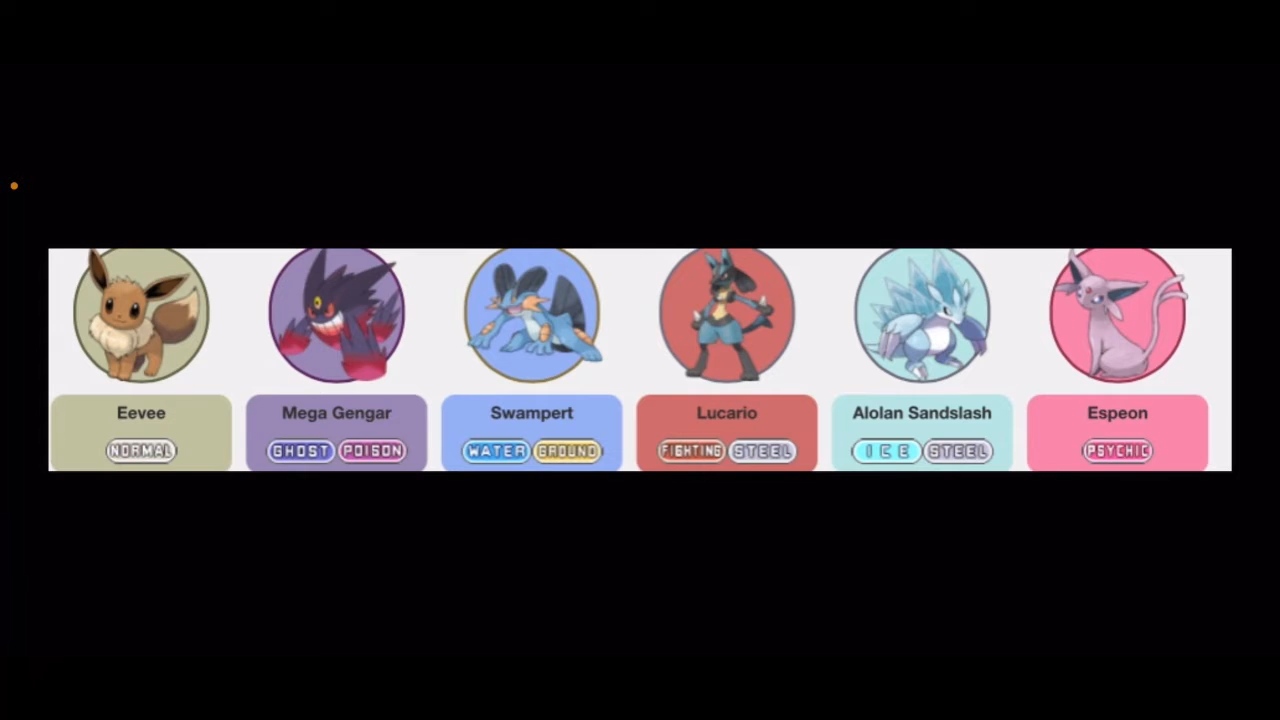 Eevee Mega Gengar Swampert Lucario Alolan Sandslash Espeon
NORMAL GHOST POISON WATER GROUND FIGHTING STEEL ICE STEEL PSYCHIC